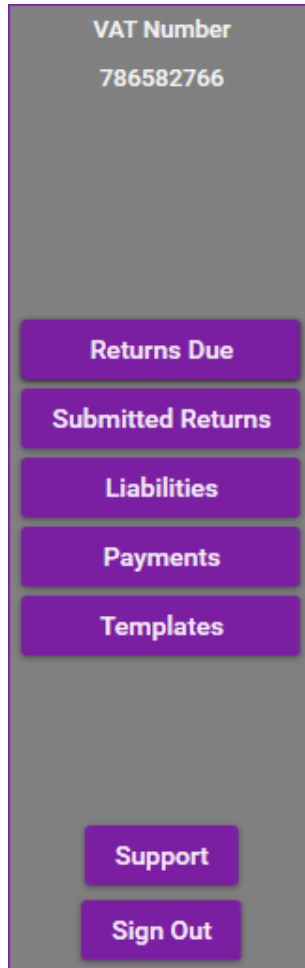 VAT Number
786582766
Returns Due
Submitted Returns
Liabilities
Payments
Templates
Support
Sign Out